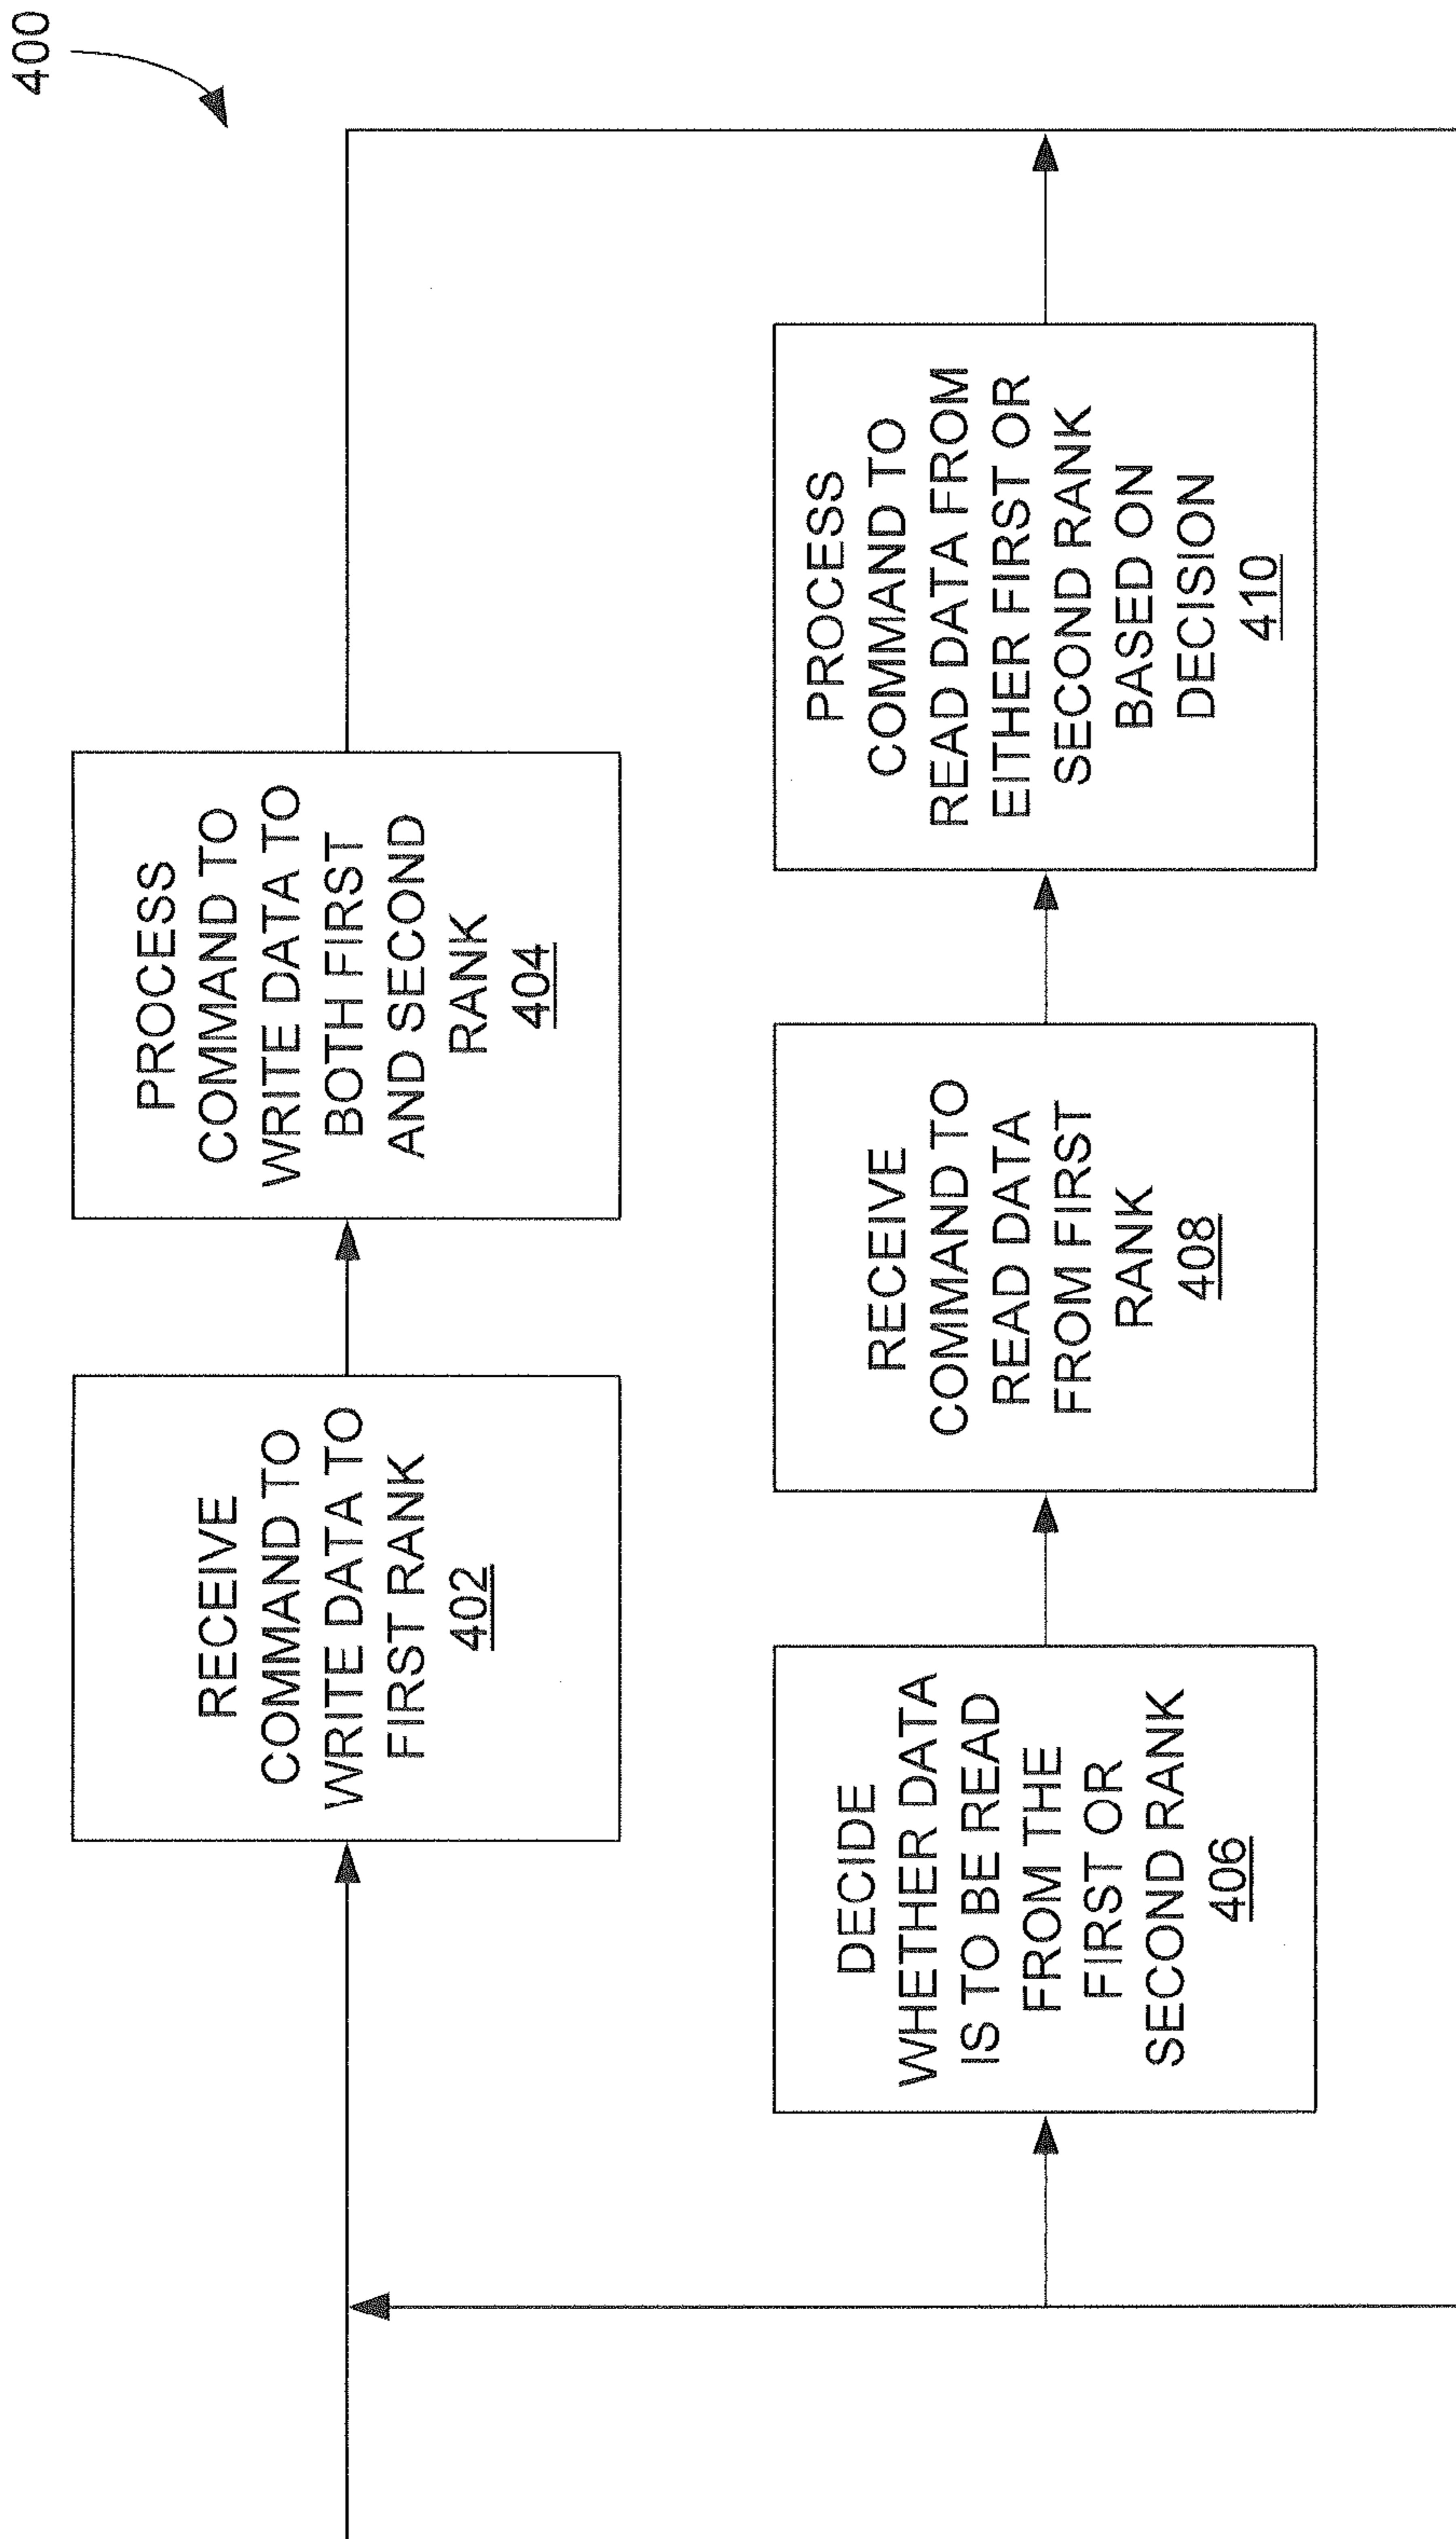 400
RECEIVE
COMMAND TO
WRITE DATA TO
FIRST RANK
402
PROCESS
COMMAND TO
WRITE DATA TO
BOTH FIRST
AND SECOND
RANK
404
DECIDE
WHETHER DATA
IS TO BE READ
FROM THE
FIRST OR
SECOND RANK
406
RECEIVE
COMMAND TO
READ DATA
FROM FIRST
RANK
408
PROCESS
COMMAND TO
READ DATA FROM
EITHER FIRST OR
SECOND RANK
BASED ON
DECISION
410